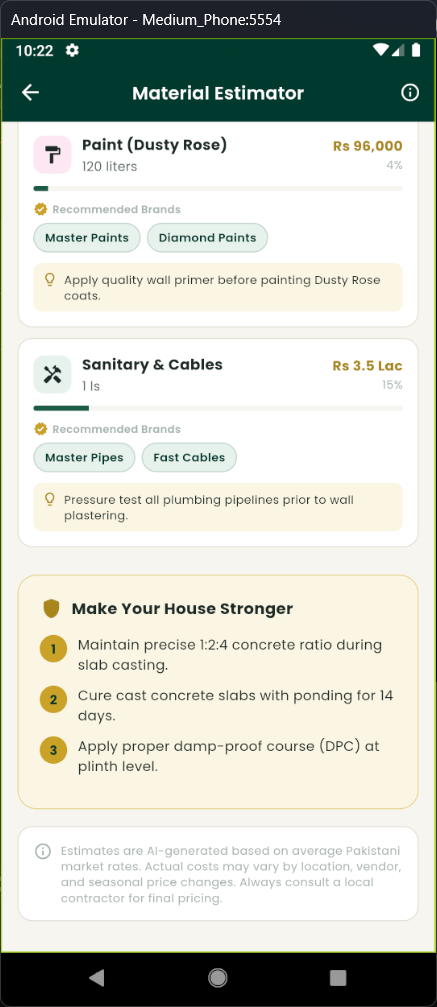 Android Emulator - Medium_Phone:5554
10:22
Material Estimator
Paint (Dusty Rose)
Rs 96,000
120 liters
4%
Recommended Brands
Master Paints
Diamond Paints
Apply quality wall primer before painting Dusty Rose
coats.
Sanitary & Cables
Rs 3.5 Lac
1 ls
15%
Recommended Brands
Master Pipes
Fast Cables
Pressure test all plumbing pipelines prior to wall
plastering.
Make Your House Stronger
1
Maintain precise 1:2:4 concrete ratio during
slab casting.
2
Cure cast concrete slabs with ponding for 14
days.
3
Apply proper damp-proof course (DPC) at
plinth level.
Estimates are AI-generated based on average Pakistani
market rates. Actual costs may vary by location, vendor,
and seasonal price changes. Always consult a local
contractor for final pricing.